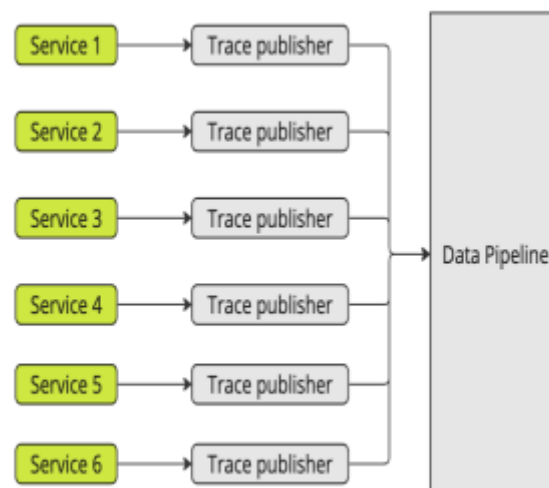 Service 1
Trace publisher
Service 2
Trace publisher
Service 3
Trace publisher
Data Pipeline
Service 4
Trace publisher
Service 5
Trace publisher
Service 6
Trace publisher